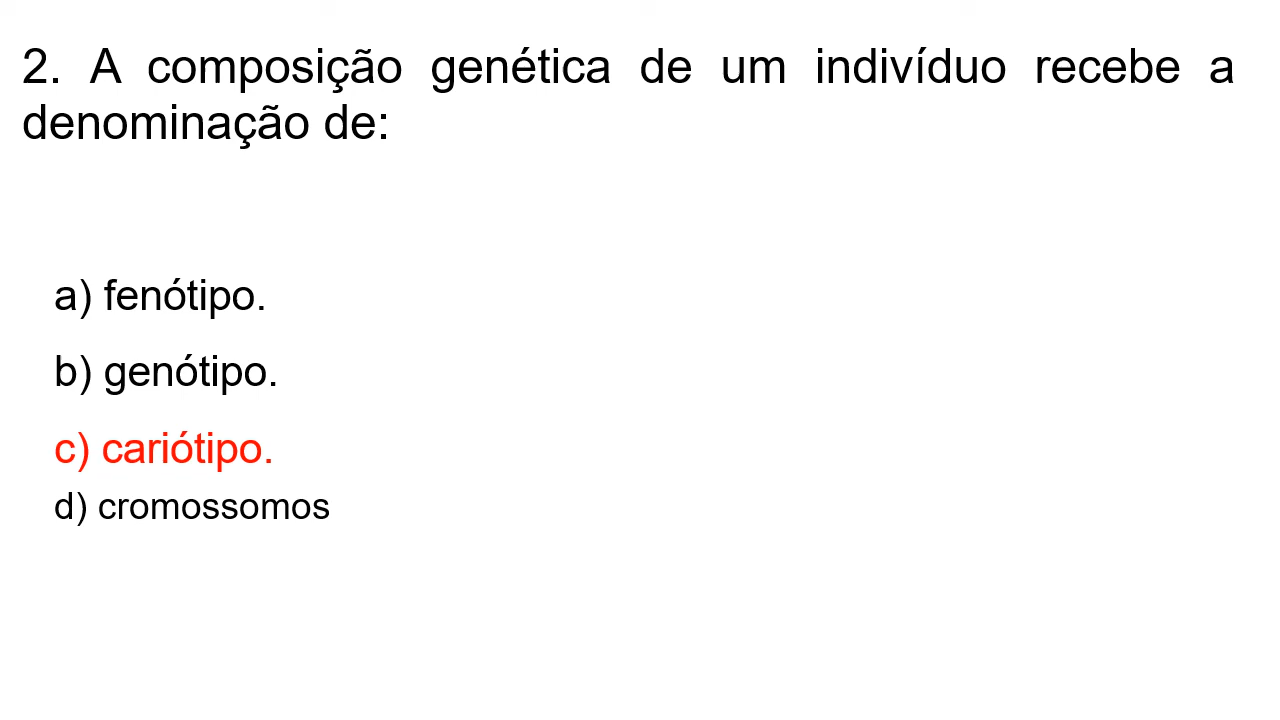 2. A composição genética de um indivíduo recebe a
denominação de:
a) fenótipo.
b) genótipo.
c) cariótipo.
d) cromossomos